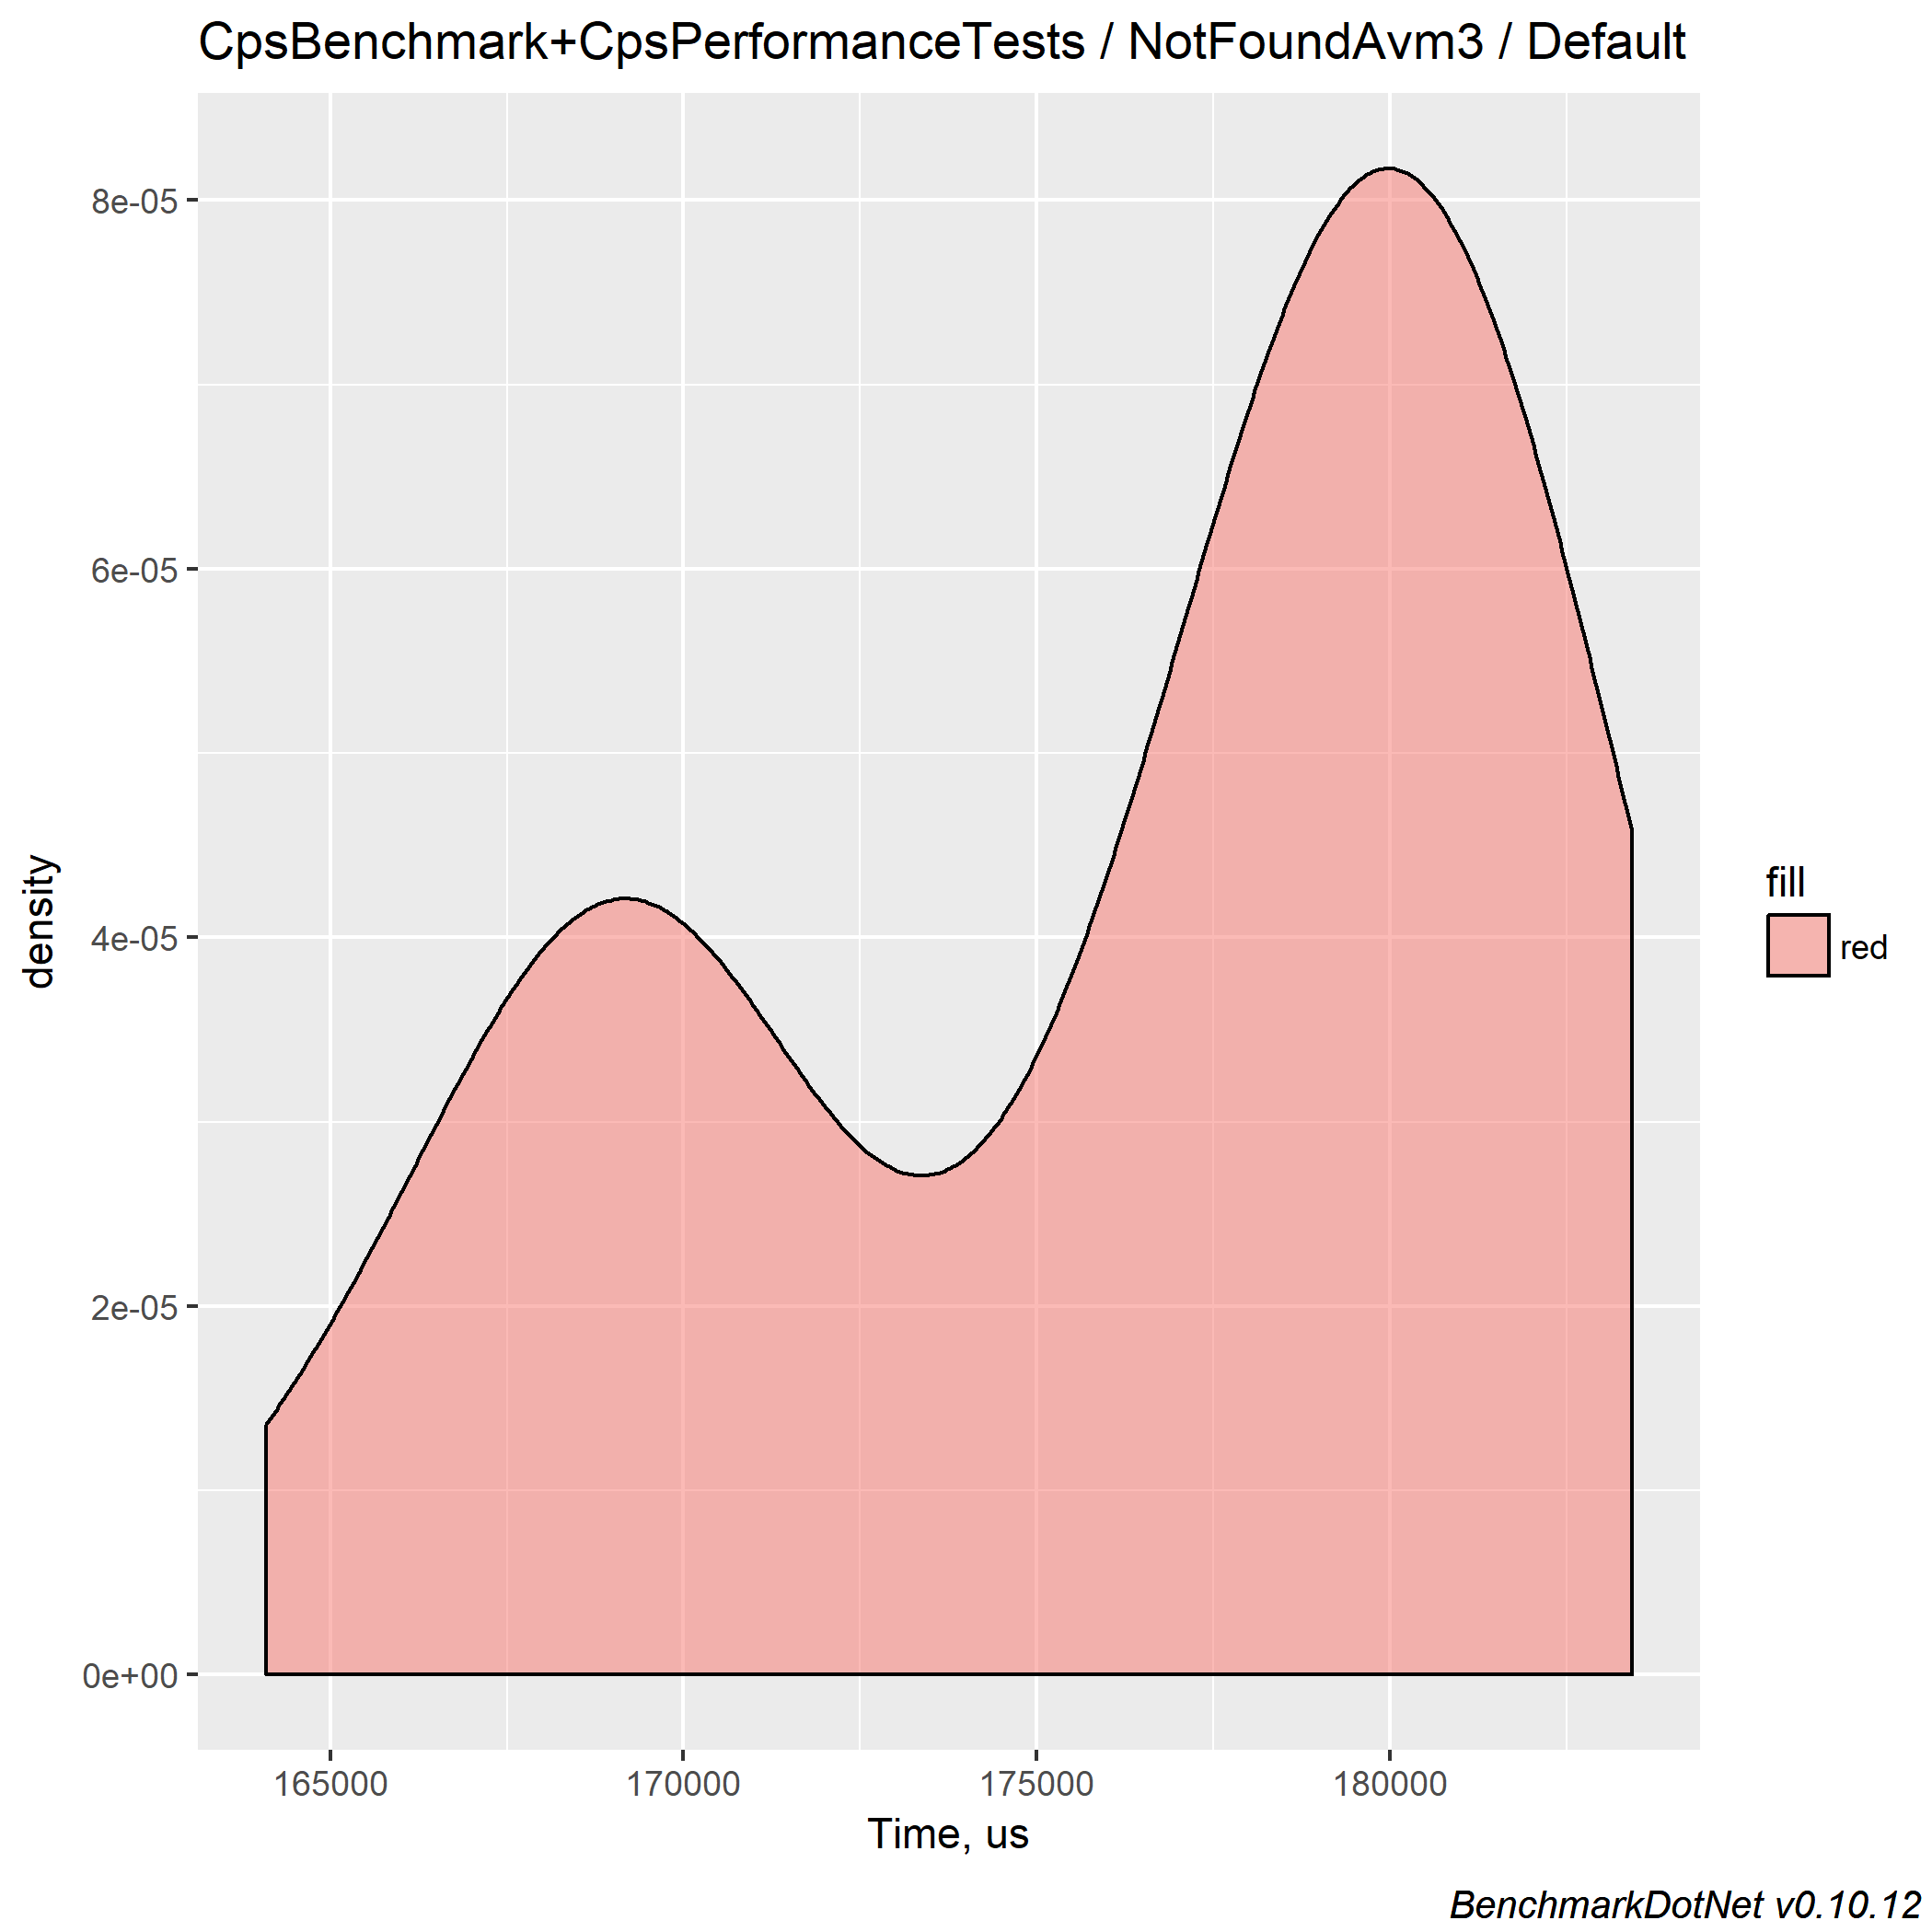 CpsBenchmark+CpsPerformanceTests / NotFoundAvm3 / Default
8e-05
6e-05
4e-05
2e-05
0e+00
density
165000 170000 175000 180000
Time, us
fill
red
BenchmarkDotNet v0.10.12